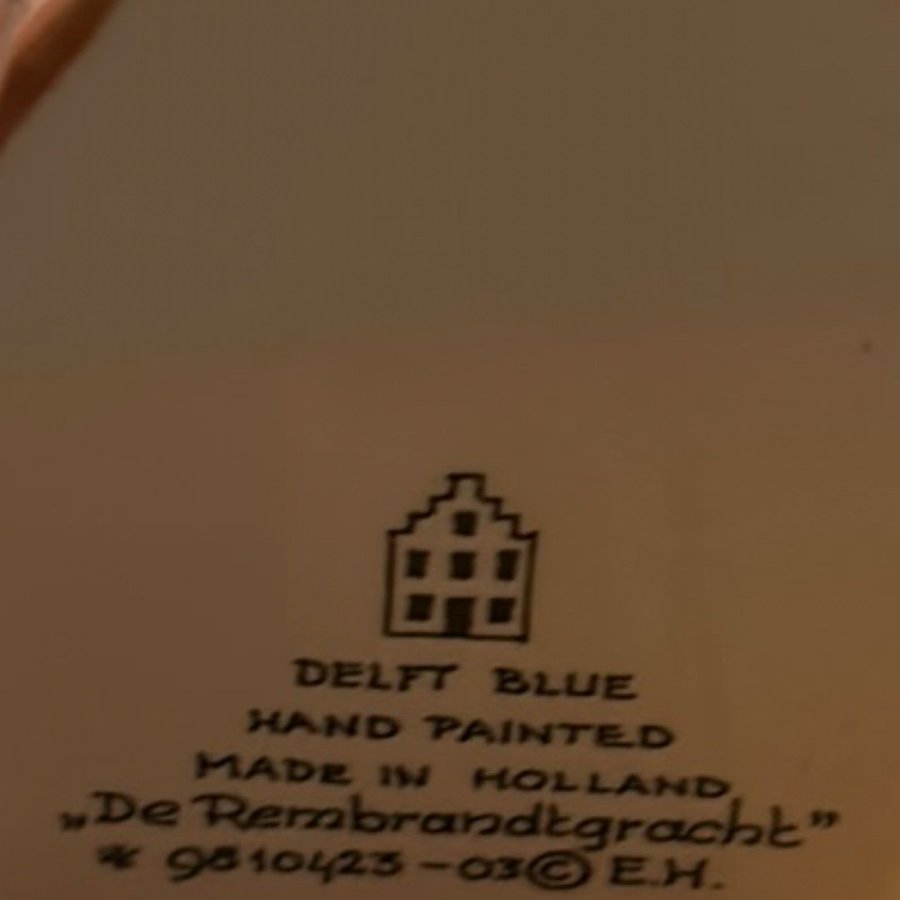 DELFT BLUE
HAND PAINTED
MADE IN HOLLAND
„De Rembrandtgracht”
* 9810423-03© E.H.